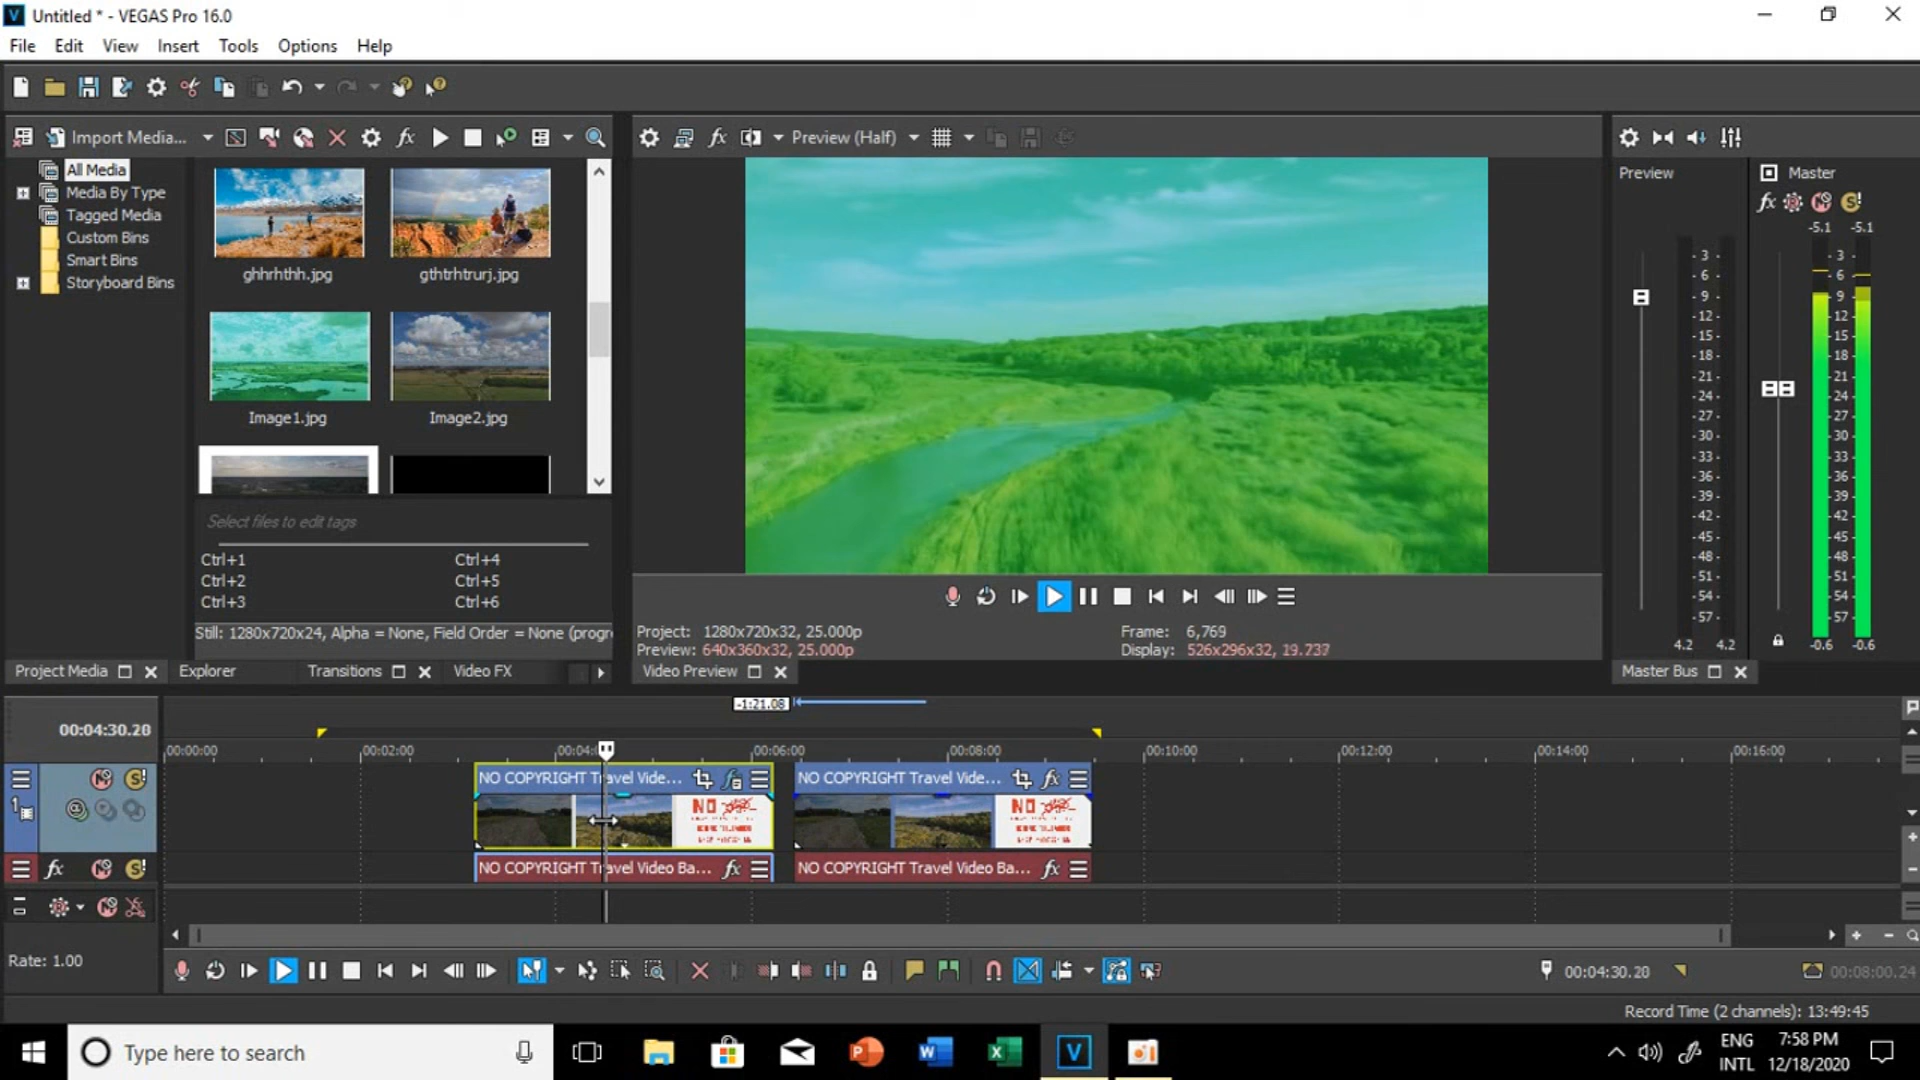 Untitled * - VEGAS Pro 16.0
File Edit View Insert Tools Options Help
Import Media...
Preview (Half)
All Media
Media By Type
Tagged Media
Custom Bins
Smart Bins
Storyboard Bins
ghhrhthh.jpg
gthtrhtrurj.jpg
Image1.jpg
Image2.jpg
Select files to edit tags
Ctrl+1 Ctrl+4
Ctrl+2 Ctrl+5
Ctrl+3 Ctrl+6
Still: 1280x720x24, Alpha = None, Field Order = None (progr
Project Media
Explorer
Transitions
Video FX
Project: 1280x720x32, 25.000p
Preview: 640x360x32, 25.000p
Frame: 6,769
Display: 526x296x32, 19.737
Video Preview
Preview
Master
fx
-5.1 -5.1
- 3 -
- 6 -
- 9 -
-12-
-15-
-18-
-21-
-24-
-27-
-30-
-33-
-36-
-39-
-42-
-45-
-48-
-51-
-54-
-57-
4.2 4.2
- 3 -
- 6 -
- 9 -
-12-
-15-
-18-
-21-
-24-
-27-
-30-
-33-
-36-
-39-
-42-
-45-
-48-
-51-
-54-
-57-
-0.6 -0.6
Master Bus
-1:21.08
00:04:30.20
00:00:00 00:02:00 00:04:0 00:06:00 00:08:00 00:10:00 00:12:00 00:14:00 00:16:00
NO COPYRIGHT Travel Vide...
NO COPYRIGHT Travel Vide...
NO
NO
NO COPYRIGHT Travel Video Ba...
NO COPYRIGHT Travel Video Ba...
Rate: 1.00
00:04:30.20
00:08:00.24
Record Time (2 channels): 13:49:45
Type here to search
ENG
INTL
7:58 PM
12/18/2020